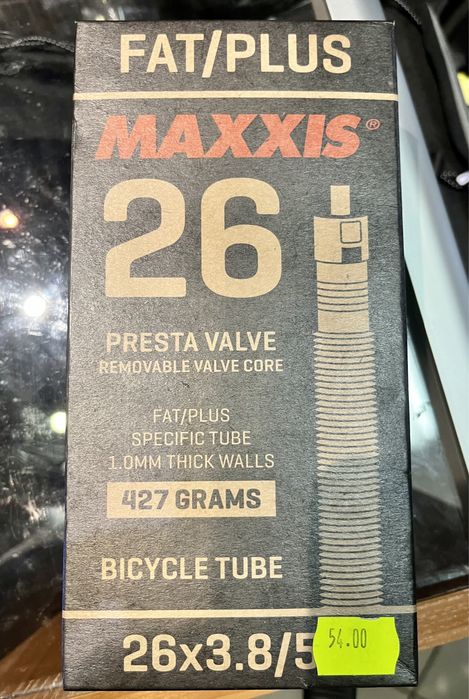 FAT/PLUS
MAXXIS®
26
PRESTA VALVE
REMOVABLE VALVE CORE
FAT/PLUS
SPECIFIC TUBE
1.0MM THICK WALLS
427 GRAMS
BICYCLE TUBE
26x3.8/5
54.00